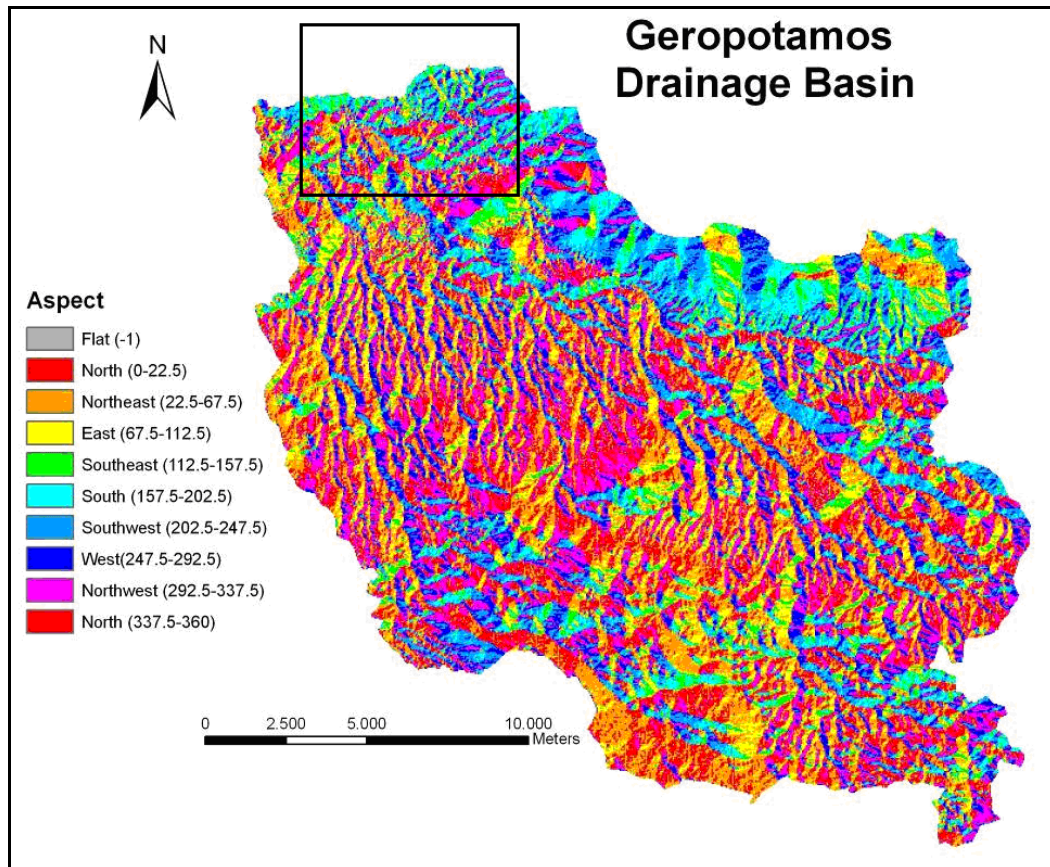 Geropotamos
Drainage Basin
N
Aspect
Flat (-1)
North (0-22.5)
Northeast (22.5-67.5)
East (67.5-112.5)
Southeast (112.5-157.5)
South (157.5-202.5)
Southwest (202.5-247.5)
West(247.5-292.5)
Northwest (292.5-337.5)
North (337.5-360)
0 2.500 5.000 10.000
Meters